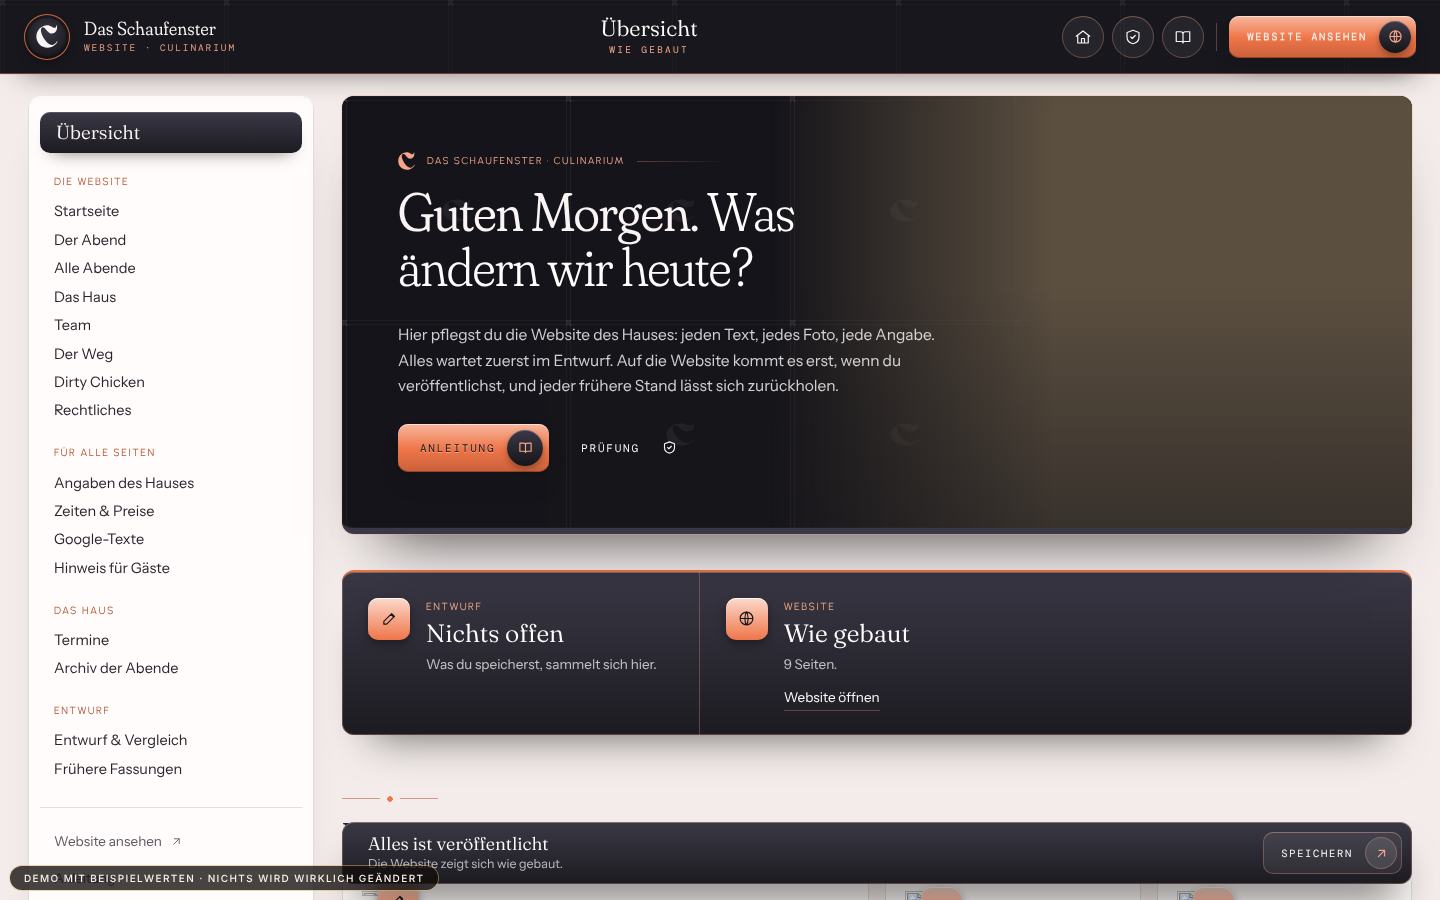 Das Schaufenster
WEBSITE · CULINARIUM
Übersicht
WIE GEBAUT
WEBSITE ANSEHEN
Übersicht
DIE WEBSITE
Startseite
Der Abend
Alle Abende
Das Haus
Team
Der Weg
Dirty Chicken
Rechtliches
FÜR ALLE SEITEN
Angaben des Hauses
Zeiten & Preise
Google-Texte
Hinweis für Gäste
DAS HAUS
Termine
Archiv der Abende
ENTWURF
Entwurf & Vergleich
Frühere Fassungen
Website ansehen
DAS SCHAUFENSTER · CULINARIUM
Guten Morgen. Was
ändern wir heute?
Hier pflegst du die Website des Hauses: jeden Text, jedes Foto, jede Angabe.
Alles wartet zuerst im Entwurf. Auf die Website kommt es erst, wenn du
veröffentlichst, und jeder frühere Stand lässt sich zurückholen.
ANLEITUNG
PRÜFUNG
ENTWURF
Nichts offen
Was du speicherst, sammelt sich hier.
WEBSITE
Wie gebaut
9 Seiten.
Website öffnen
Alles ist veröffentlicht
Die Website zeigt sich wie gebaut.
SPEICHERN
DEMO MIT BEISPIELWERTEN · NICHTS WIRD WIRKLICH GEÄNDERT